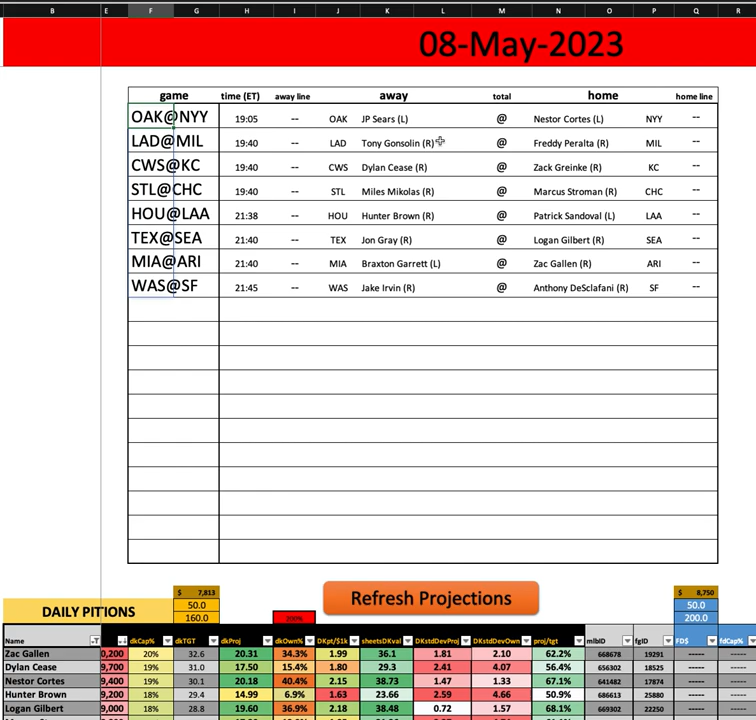 B E F G H I J K L M N O P Q R
08-May-2023
game time (ET) away line away total home home line
OAK@NYY 19:05 -- OAK JP Sears (L) @ Nestor Cortes (L) NYY --
LAD@MIL 19:40 -- LAD Tony Gonsolin (R) @ Freddy Peralta (R) MIL --
CWS@KC 19:40 -- CWS Dylan Cease (R) @ Zack Greinke (R) KC --
STL@CHC 19:40 -- STL Miles Mikolas (R) @ Marcus Stroman (R) CHC --
HOU@LAA 21:38 -- HOU Hunter Brown (R) @ Patrick Sandoval (L) LAA --
TEX@SEA 21:40 -- TEX Jon Gray (R) @ Logan Gilbert (R) SEA --
MIA@ARI 21:40 -- MIA Braxton Garrett (L) @ Zac Gallen (R) ARI --
WAS@SF 21:45 -- WAS Jake Irvin (R) @ Anthony DeSclafani (R) SF --
$ 7,813 Refresh Projections $ 8,750
DAILY PITIONS 50.0 50.0
160.0 200% 200.0
Name dkCap% dkTGT dkProj dkOwn% DKpt/$1k sheetsDKval DKstdDevProj DKstdDevOwn proj/tgt mlbID fgID FD$ fdCap%
Zac Gallen 0,200 20% 32.6 20.31 34.3% 1.99 36.1 1.81 2.10 62.2% 668678 19291 ----- -----
Dylan Cease 9,700 19% 31.0 17.50 15.4% 1.80 29.3 2.41 4.07 56.4% 656302 18525 ----- -----
Nestor Cortes 9,400 19% 30.1 20.18 40.4% 2.15 38.73 1.47 1.33 67.1% 641482 17874 ----- -----
Hunter Brown 9,200 18% 29.4 14.99 6.9% 1.63 23.66 2.59 4.66 50.9% 686613 25880 ----- -----
Logan Gilbert 9,000 18% 28.8 19.60 36.9% 2.18 38.48 0.72 1.57 68.1% 669302 22250 ----- -----